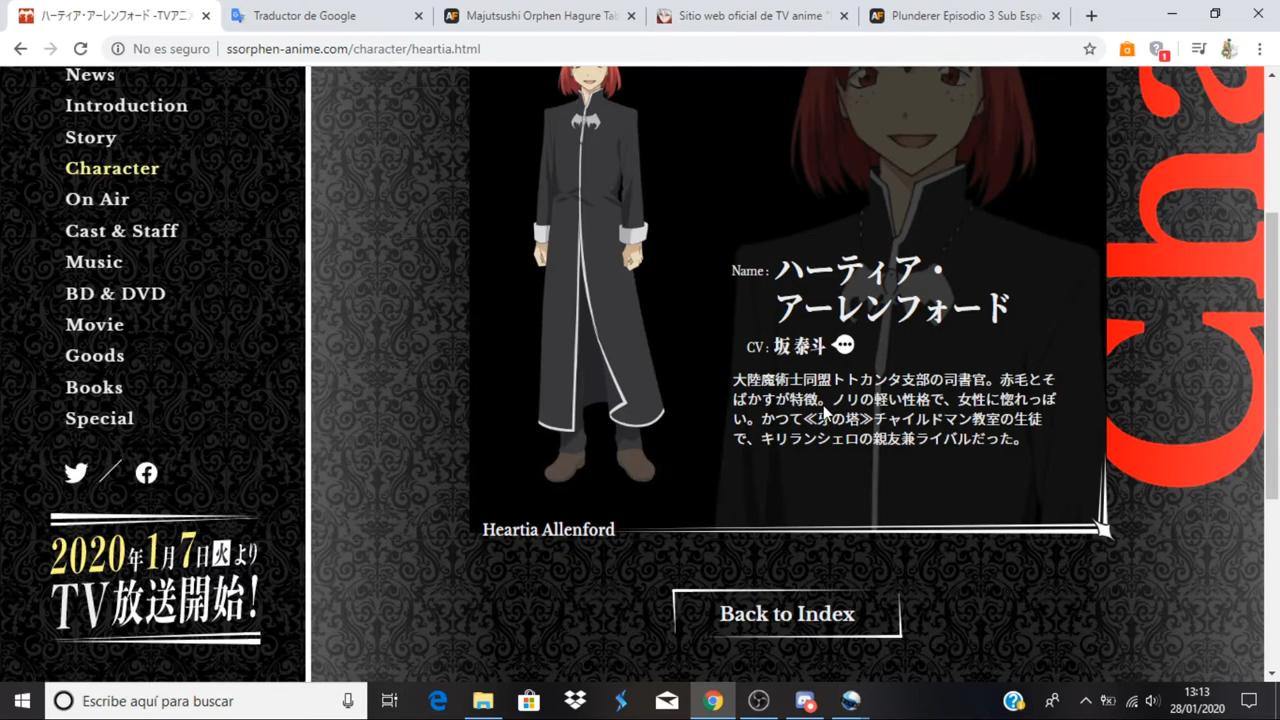 ハーティア・アーレンフォード -TVアニ
Traductor de Google
Majutsushi Orphen Hagure Tab
Sitio web oficial de TV anime "
Plunderer Episodio 3 Sub Espa
No es seguro
ssorphen-anime.com/character/heartia.html
1
News
Introduction
Story
Character
On Air
Cast & Staff
Music
BD & DVD
Movie
Goods
Books
Special
2020年1月7日火より
TV放送開始!
Name :
ハーティア・
アーレンフォード
CV : 坂 泰斗
大陸魔術士同盟トトカンタ支部の司書官。赤毛とそ
ばかすが特徴。ノリの軽い性格で、女性に惚れっぽ
い。かつて≪牙の塔≫チャイルドマン教室の生徒
で、キリランシェロの親友兼ライバルだった。
Heartia Allenford
Back to Index
Cha
Escribe aquí para buscar
13:13
28/01/2020